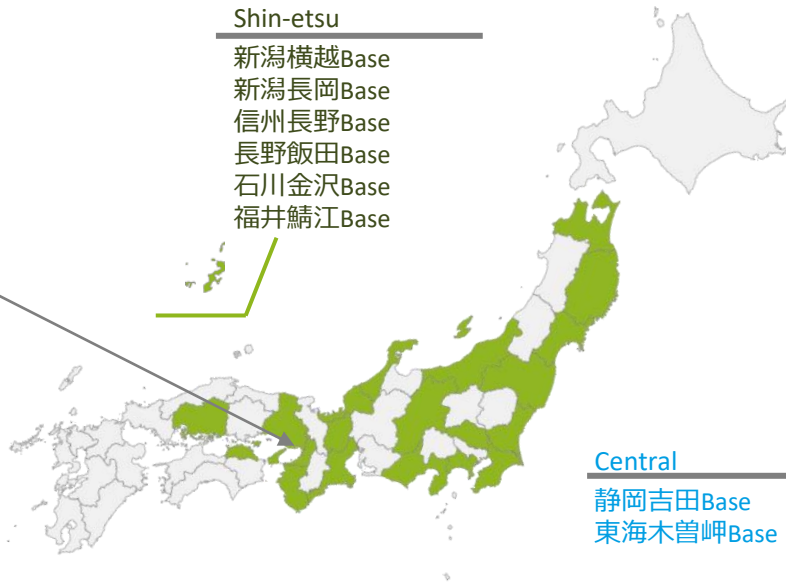 Shin-etsu
新潟横越Base
新潟長岡Base
信州長野Base
長野飯田Base
石川金沢Base
福井鯖江Base
Central
静岡吉田Base
東海木曽岬Base